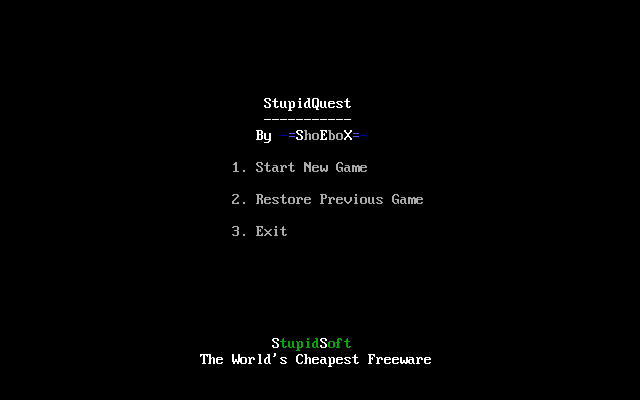 StupidQuest
-----------
By -=ShoEboX=-
1. Start New Game
2. Restore Previous Game
3. Exit
StupidSoft
The World's Cheapest Freeware